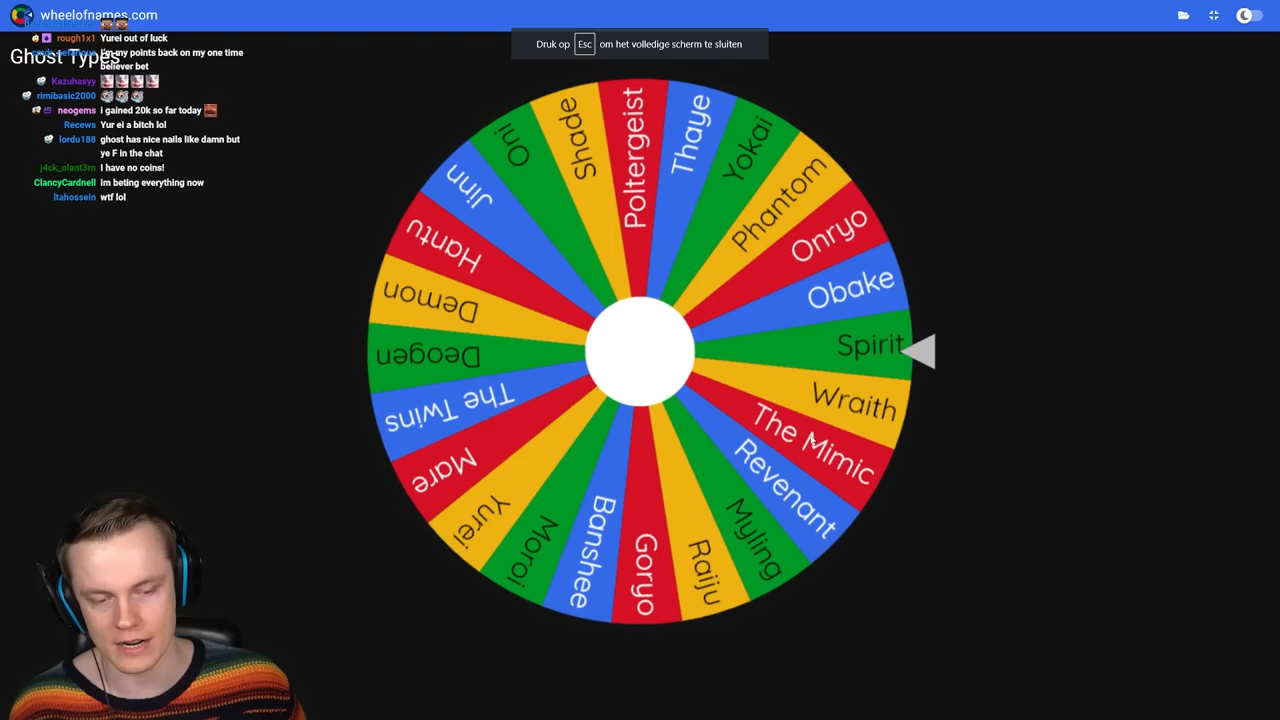 wheelofnames.com
Ghost Types
rough1x1 Yurei out of luck
I'm my points back on my one time
believer bet
Kazuhasyy
rimibasic2000
neogems i gained 20k so far today
Recews Yur ei a bitch lol
lordu188 ghost has nice nails like damn but
ye F in the chat
j4ck_olant3rn I have no coins!
ClancyCardnell im beting everything now
Itahossein wtf lol
Druk op Esc om het volledige scherm te sluiten
Poltergeist
Thaye
Yokai
Phantom
Onryo
Obake
Spirit
Wraith
The Mimic
Revenant
Myling
Raiju
Goryo
Banshee
Moroi
Yurei
Mare
The Twins
Deogen
Demon
Hantu
Jinn
Oni
Shade